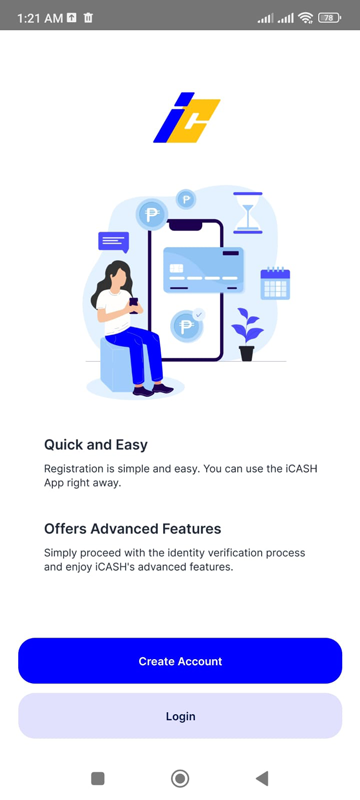 1:21 AM
78
ic
₱
₱
₱
Quick and Easy
Registration is simple and easy. You can use the iCASH
App right away.
Offers Advanced Features
Simply proceed with the identity verification process
and enjoy iCASH's advanced features.
Create Account
Login